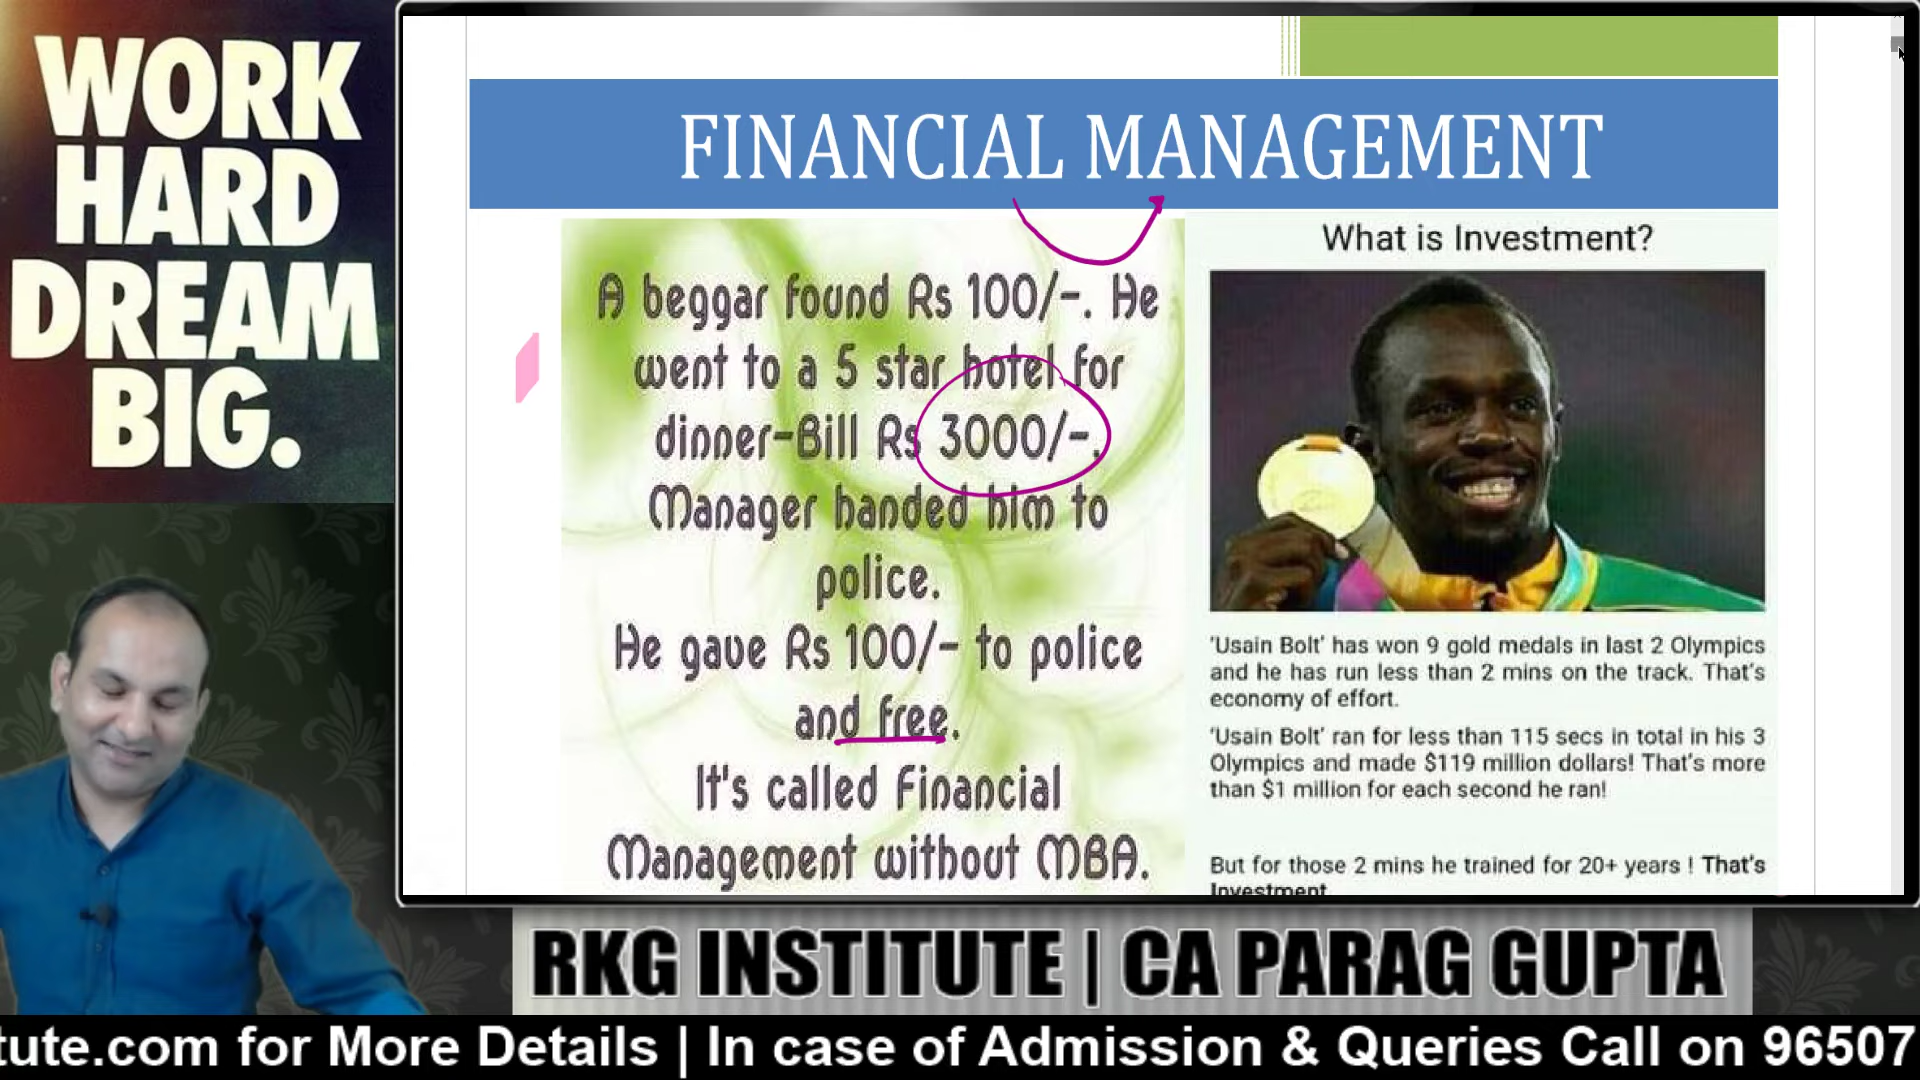 WORK
HARD
DREAM
BIG.
FINANCIAL MANAGEMENT
A beggar found Rs 100/-. He
went to a 5 star hotel for
dinner-Bill Rs 3000/-.
Manager handed him to
police.
He gave Rs 100/- to police
and free.
It's called Financial
Management without MBA.
What is Investment?
'Usain Bolt' has won 9 gold medals in last 2 Olympics
and he has run less than 2 mins on the track. That's
economy of effort.
'Usain Bolt' ran for less than 115 secs in total in his 3
Olympics and made $119 million dollars! That's more
than $1 million for each second he ran!
But for those 2 mins he trained for 20+ years ! That's
Investment
RKG INSTITUTE | CA PARAG GUPTA
tute.com for More Details | In case of Admission & Queries Call on 96507